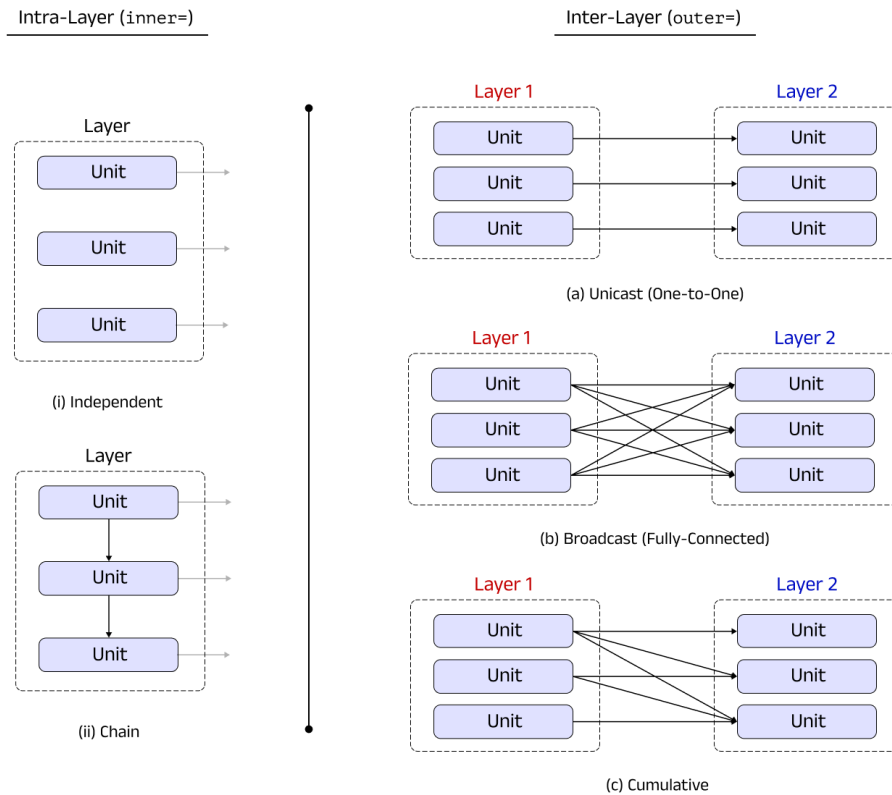 Intra-Layer (inner=)
Layer
Unit
Unit
Unit
(i) Independent
Layer
Unit
Unit
Unit
(ii) Chain
Inter-Layer (outer=)
Layer 1
Layer 2
Unit
Unit
Unit
Unit
Unit
Unit
(a) Unicast (One-to-One)
Layer 1
Layer 2
Unit
Unit
Unit
Unit
Unit
Unit
(b) Broadcast (Fully-Connected)
Layer 1
Layer 2
Unit
Unit
Unit
Unit
Unit
Unit
(c) Cumulative